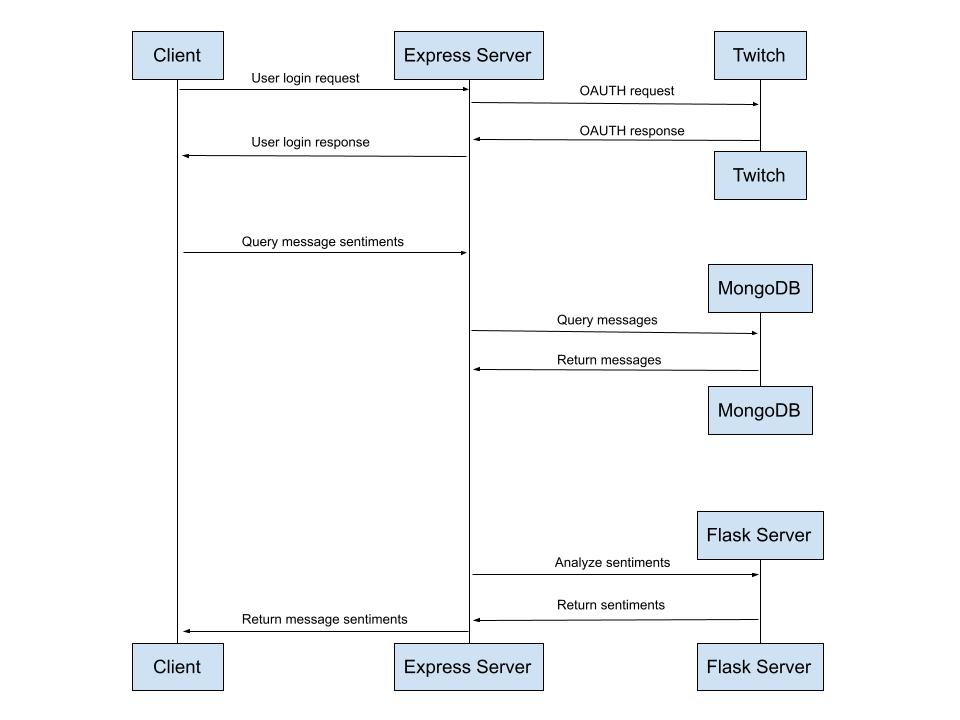 Client
Express Server
Twitch
User login request
OAUTH request
OAUTH response
User login response
Twitch
Query message sentiments
MongoDB
Query messages
Return messages
MongoDB
Flask Server
Analyze sentiments
Return sentiments
Return message sentiments
Client
Express Server
Flask Server